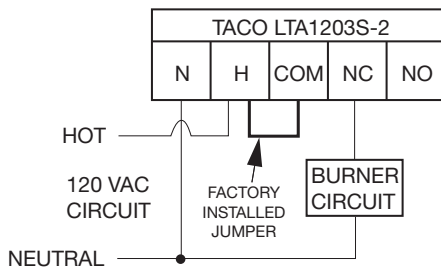 TACO LTA1203S-2
N H COM NC NO
HOT
120 VAC
CIRCUIT
FACTORY
INSTALLED
JUMPER
BURNER
CIRCUIT
NEUTRAL